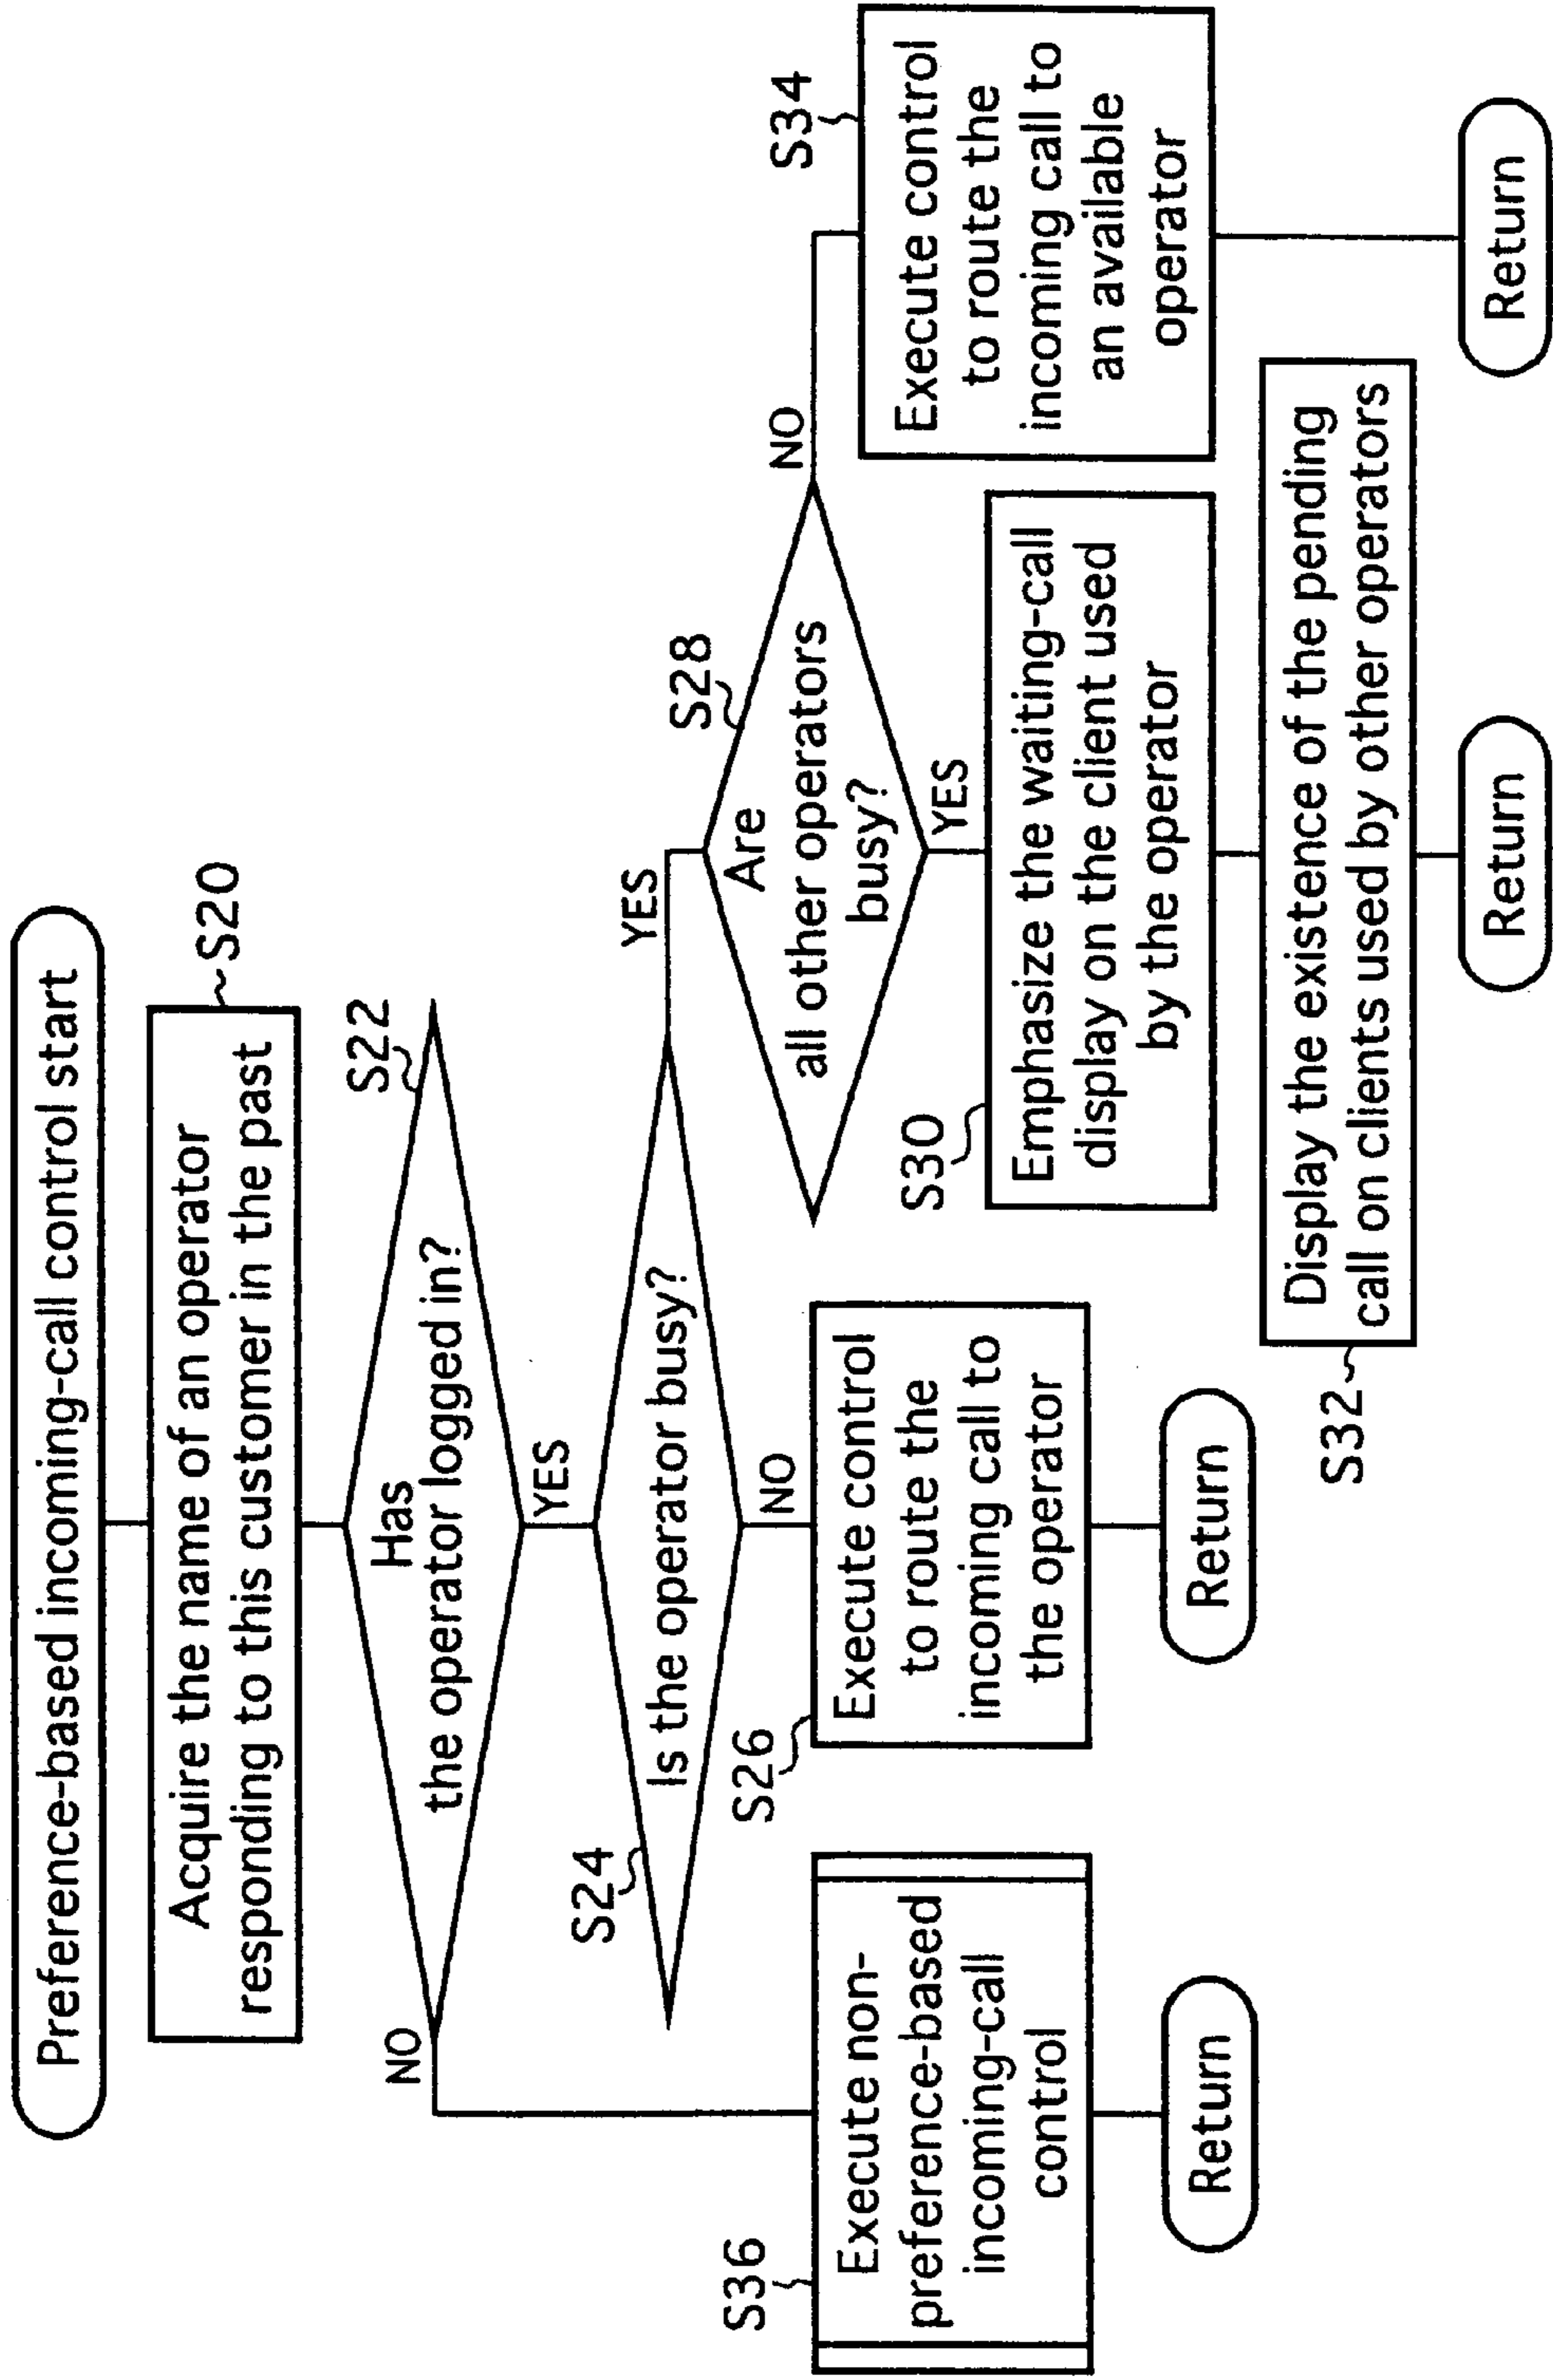 Preference-based incoming-call control start
Acquire the name of an operator
responding to this customer in the past
S20
S22
Has
the operator logged in?
NO
YES
S24
Is the operator busy?
YES
NO
S28
Are
all other operators
busy?
NO
YES
S36
Execute non-
preference-based
incoming-call
control
Return
S26
Execute control
to route the
incoming call to
the operator
Return
S30
Emphasize the waiting-call
display on the client used
by the operator
S32
Display the existence of the pending
call on clients used by other operators
Return
S34
Execute control
to route the
incoming call to
an available
operator
Return